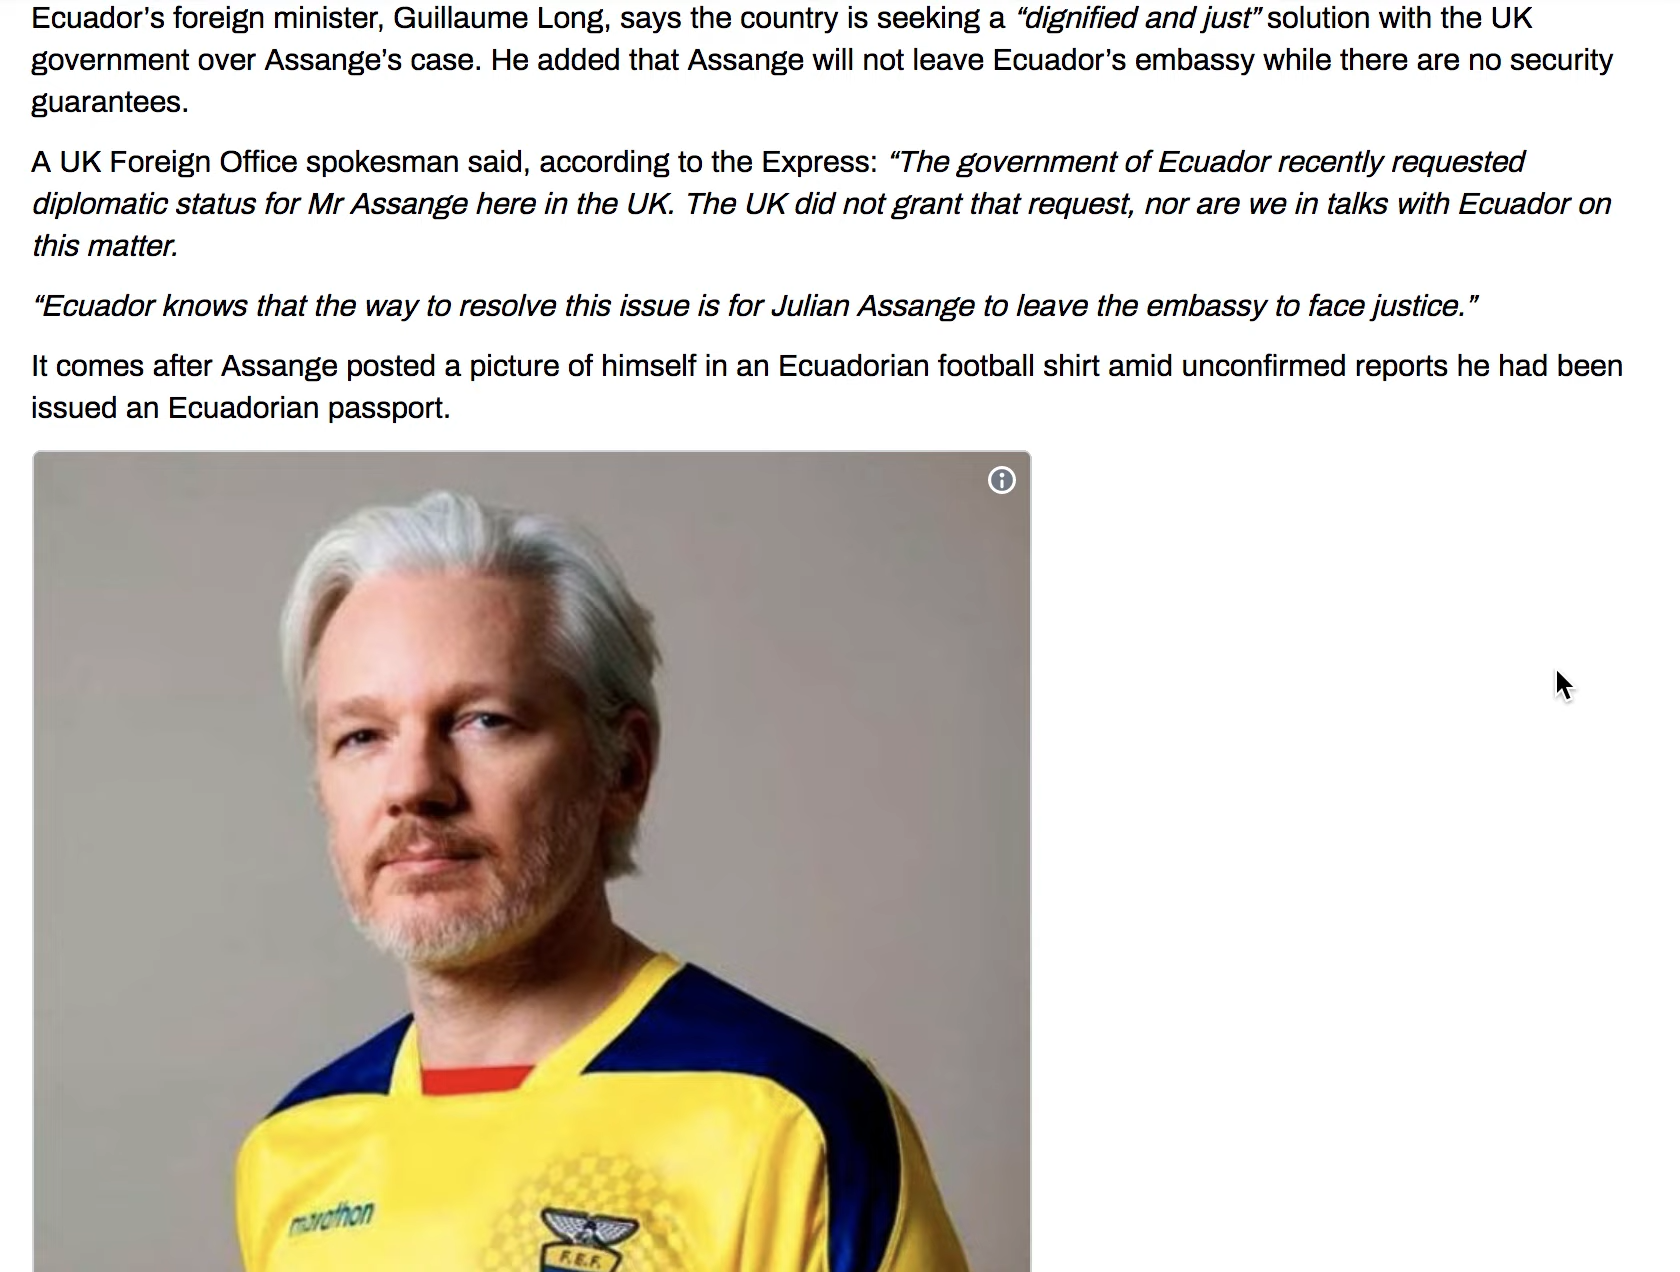 Ecuador’s foreign minister, Guillaume Long, says the country is seeking a “dignified and just” solution with the UK
government over Assange’s case. He added that Assange will not leave Ecuador’s embassy while there are no security
guarantees.
A UK Foreign Office spokesman said, according to the Express: “The government of Ecuador recently requested
diplomatic status for Mr Assange here in the UK. The UK did not grant that request, nor are we in talks with Ecuador on
this matter.
“Ecuador knows that the way to resolve this issue is for Julian Assange to leave the embassy to face justice.”
It comes after Assange posted a picture of himself in an Ecuadorian football shirt amid unconfirmed reports he had been
issued an Ecuadorian passport.
marathon
F.E.F.